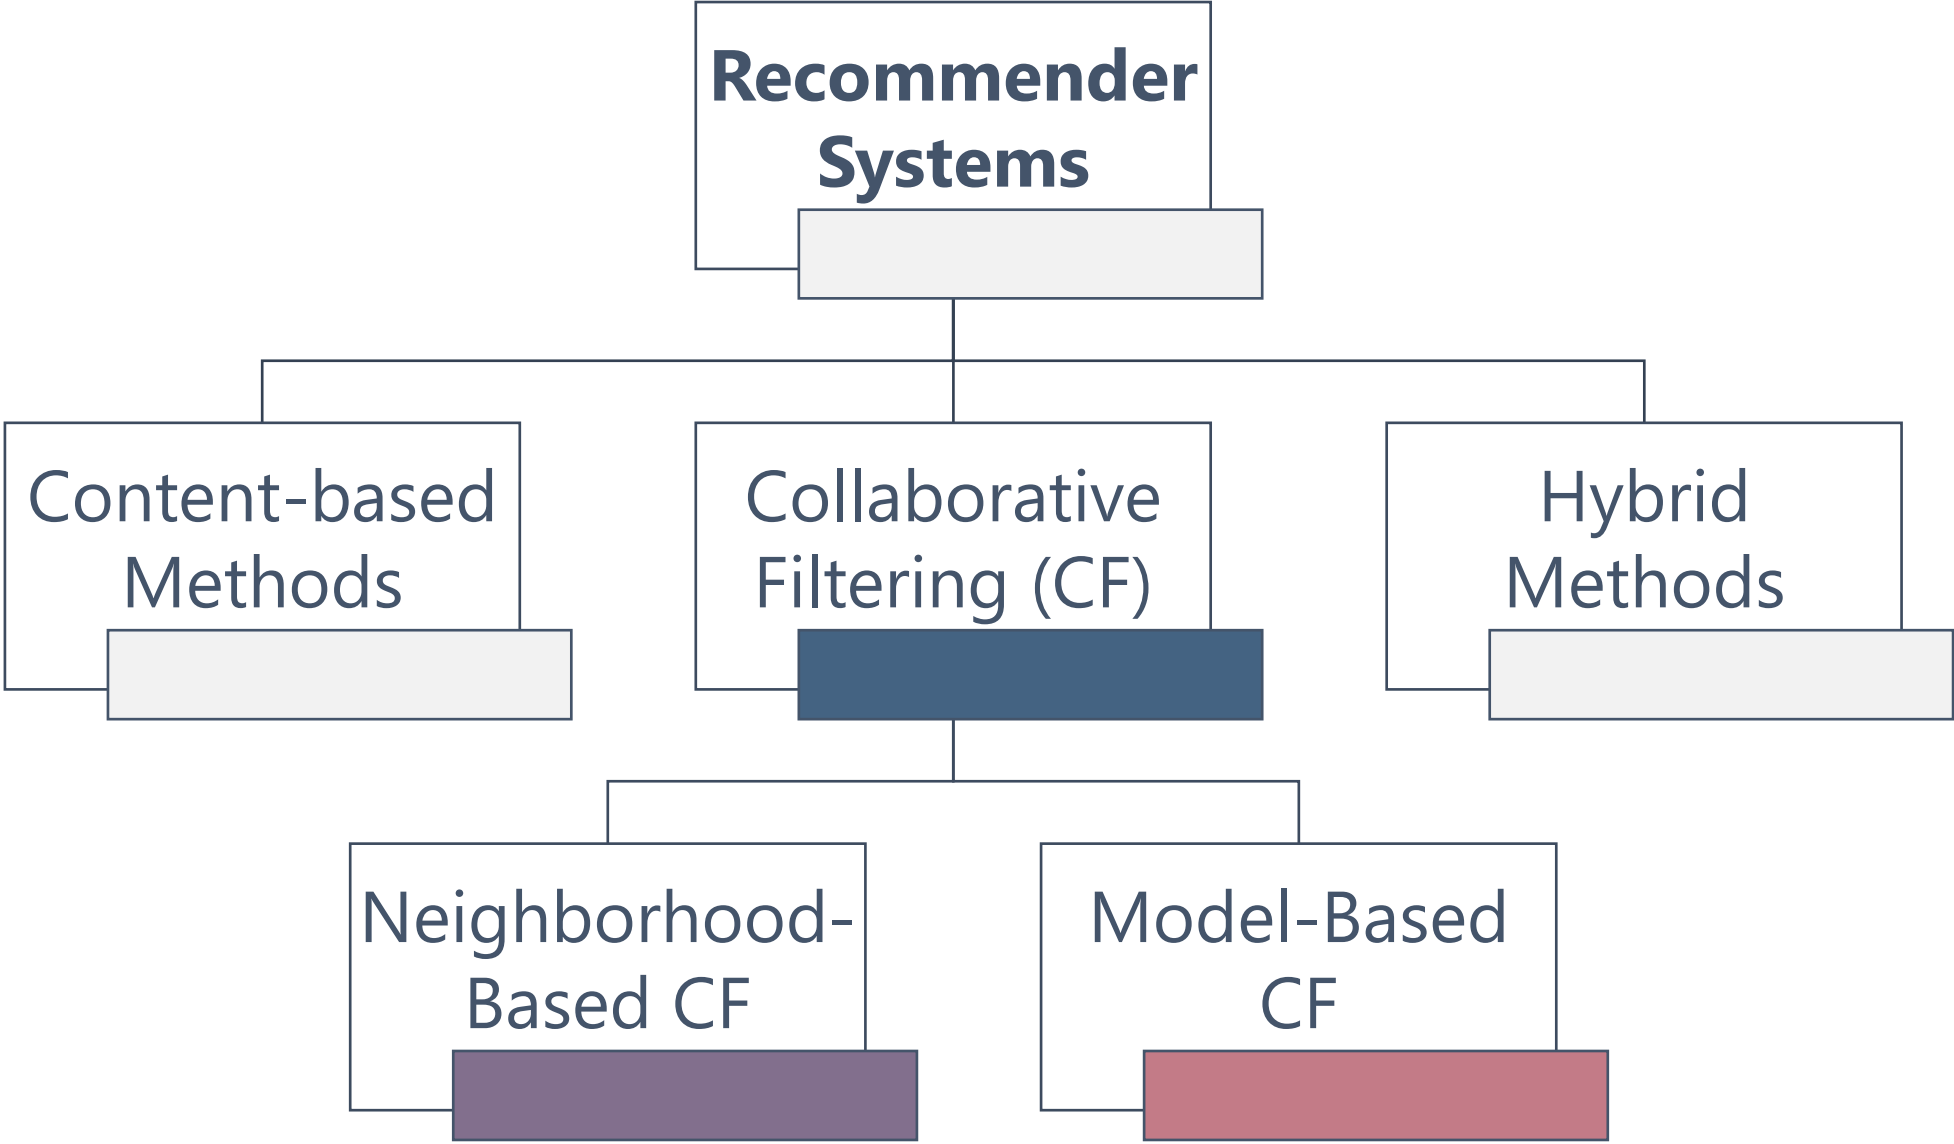 Recommender
Systems
Content-based
Methods
Collaborative
Filtering (CF)
Hybrid
Methods
Neighborhood-
Based CF
Model-Based
CF